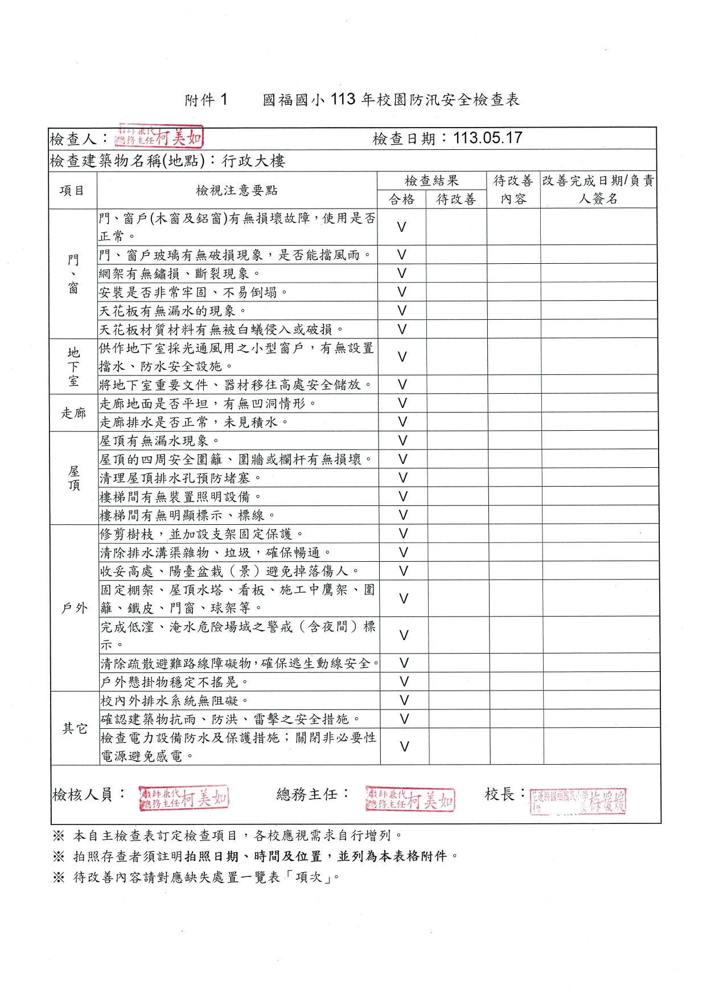 附件 1 國福國小 113 年校園防汛安全檢查表
檢查人：教師兼代總務主任柯美如 檢查日期：113.05.17
檢查建築物名稱(地點)：行政大樓
項目 檢視注意要點 檢查結果 待改善內容 改善完成日期/負責人簽名
合格 待改善
門、窗
門、窗戶(木窗及鋁窗)有無損壞故障，使用是否
正常。 V
門、窗戶玻璃有無破損現象，是否能擋風雨。 V
網架有無鏽損、斷裂現象。 V
安裝是否非常牢固、不易倒塌。 V
天花板有無漏水的現象。 V
天花板材質材料有無被白蟻侵入或破損。 V
地下室
供作地下室採光通風用之小型窗戶，有無設置
擋水、防水安全設施。 V
將地下室重要文件、器材移往高處安全儲放。 V
走廊
走廊地面是否平坦，有無凹洞情形。 V
走廊排水是否正常，未見積水。 V
屋頂
屋頂有無漏水現象。 V
屋頂的四周安全圍籬、圍牆或欄杆有無損壞。 V
清理屋頂排水孔預防堵塞。 V
樓梯間有無裝置照明設備。 V
樓梯間有無明顯標示、標線。 V
戶外
修剪樹枝，並加設支架固定保護。 V
清除排水溝渠雜物、垃圾，確保暢通。 V
收妥高處、陽臺盆栽（景）避免掉落傷人。 V
固定棚架、屋頂水塔、看板、施工中鷹架、圍
籬、鐵皮、門窗、球架等。 V
完成低漥、淹水危險場域之警戒（含夜間）標
示。 V
清除疏散避難路線障礙物，確保逃生動線安全。 V
戶外懸掛物穩定不搖晃。 V
其它
校內外排水系統無阻礙。 V
確認建築物抗雨、防洪、雷擊之安全措施。 V
檢查電力設備防水及保護措施；關閉非必要性
電源避免感電。 V
檢核人員：教師兼代總務主任柯美如 總務主任：教師兼代總務主任柯美如 校長：花蓮縣國福國民小學
※ 本自主檢查表訂定檢查項目，各校應視需求自行增列。
※ 拍照存查者須註明拍照日期、時間及位置，並列為本表格附件。
※ 待改善內容請對應缺失處置一覽表「項次」。